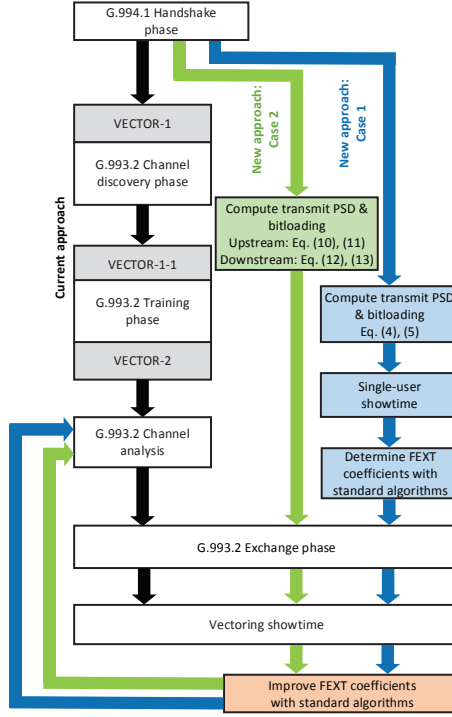 G.994.1 Handshake
phase
VECTOR-1
G.993.2 Channel
discovery phase
VECTOR-1-1
G.993.2 Training
phase
VECTOR-2
G.993.2 Channel
analysis
Current approach
New approach:
Case 2
New approach:
Case 1
Compute transmit PSD &
bitloading
Upstream: Eq. (10), (11)
Downstream: Eq. (12), (13)
Compute transmit PSD
& bitloading
Eq. (4), (5)
Single-user
showtime
Determine FEXT
coefficients with
standard algorithms
G.993.2 Exchange phase
Vectoring showtime
Improve FEXT coefficients
with standard algorithms